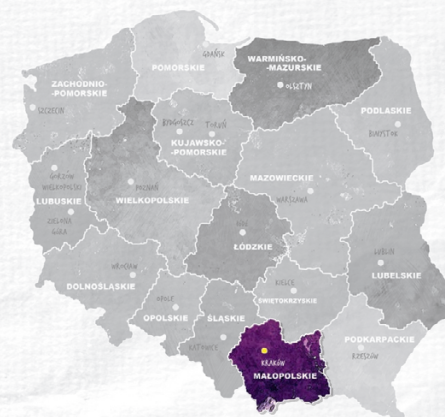 GDAŃSK
POMORSKIE
WARMIŃSKO-
-MAZURSKIE
OLSZTYN
ZACHODNIO-
-POMORSKIE
SZCZECIN
PODLASKIE
BIAŁYSTOK
BYDGOSZCZ
TORUŃ
KUJAWSKO-
-POMORSKIE
GORZÓW
WIELKOPOLSKI
LUBUSKIE
ZIELONA
GÓRA
POZNAŃ
WIELKOPOLSKIE
MAZOWIECKIE
WARSZAWA
ŁÓDZKIE
LUBLIN
LUBELSKIE
WROCŁAW
DOLNOŚLĄSKIE
OPOLE
OPOLSKIE
ŚLĄSKIE
KATOWICE
KIELCE
ŚWIĘTOKRZYSKIE
KRAKÓW
MAŁOPOLSKIE
PODKARPACKIE
RZESZÓW